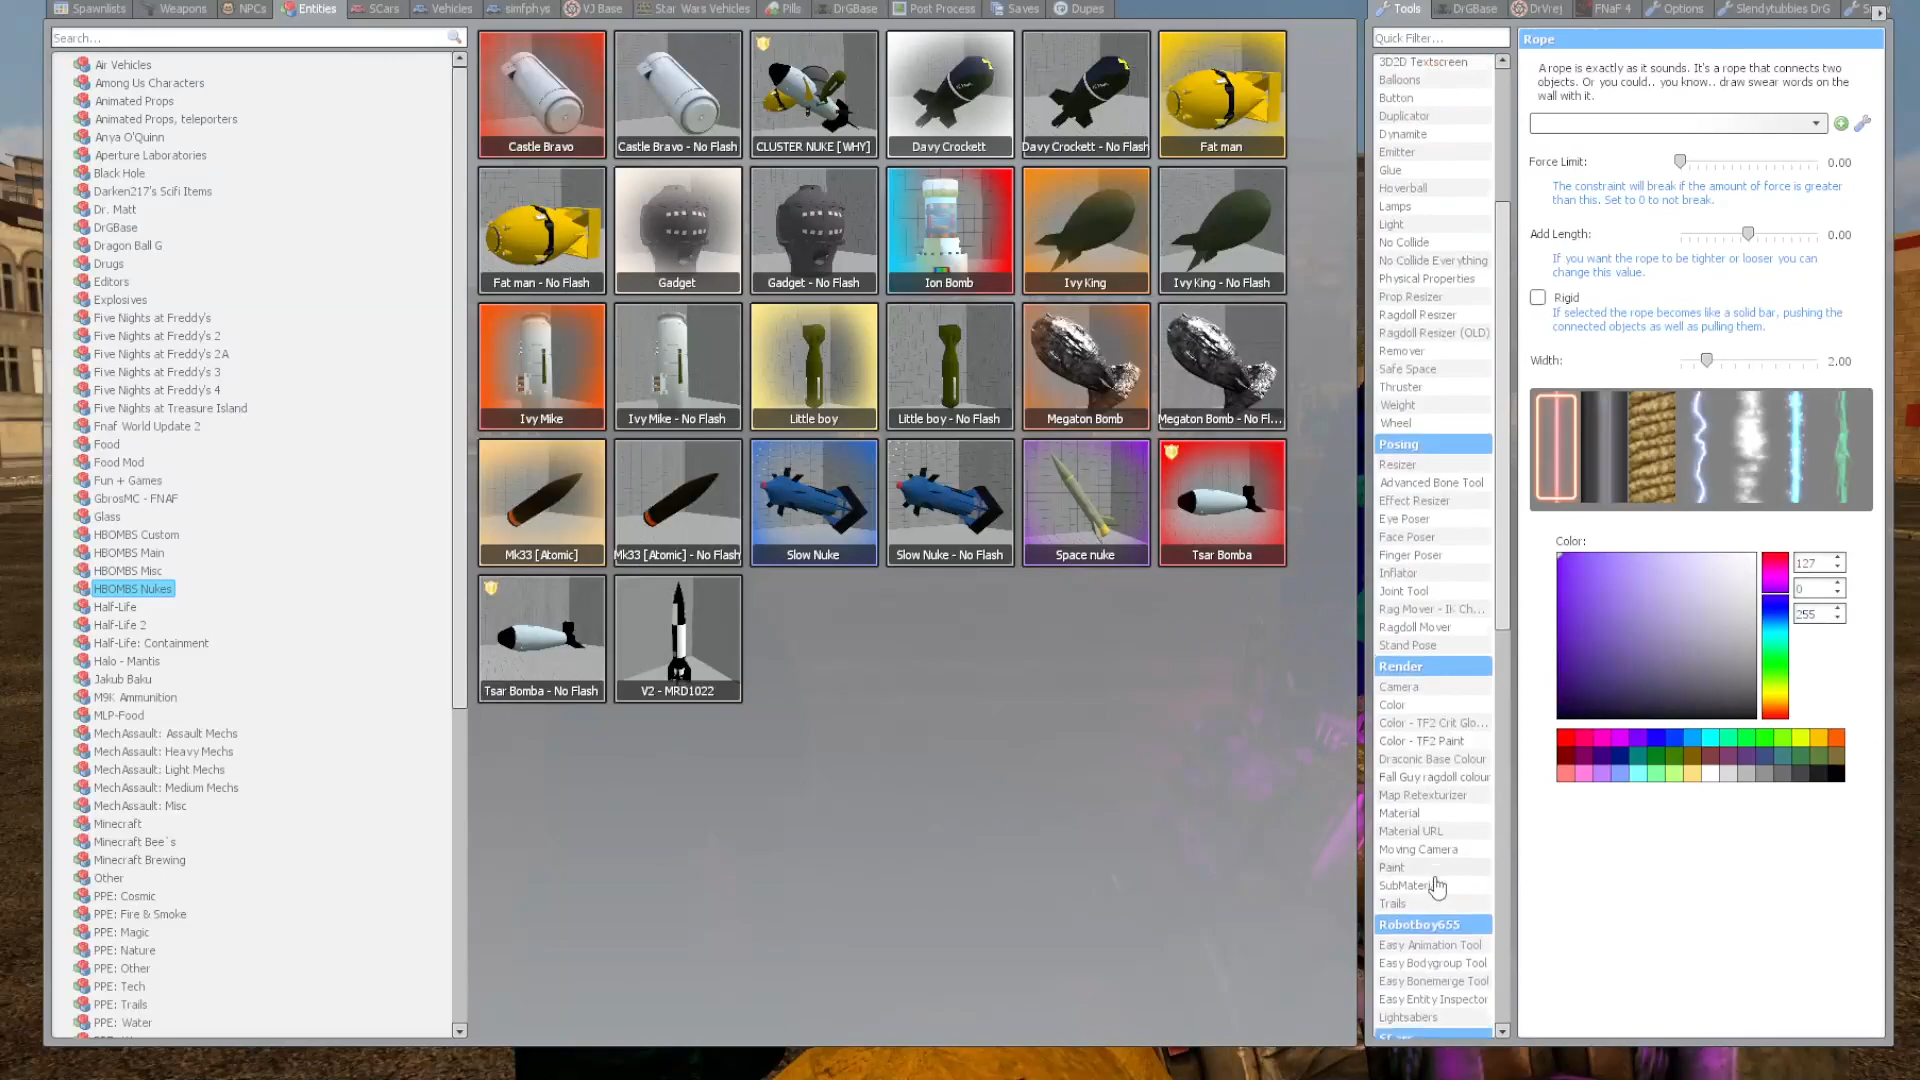 Spawnlists
Weapons
NPCs
Entities
SCars
Vehicles
simfphys
VJ Base
Star Wars Vehicles
Pills
DrGBase
Post Process
Saves
Dupes
Search...
Air Vehicles
Among Us Characters
Animated Props
Animated Props, teleporters
Anya O'Quinn
Aperture Laboratories
Black Hole
Darken217's Scifi Items
Dr. Matt
DrGBase
Dragon Ball G
Drugs
Editors
Explosives
Five Nights at Freddy's
Five Nights at Freddy's 2
Five Nights at Freddy's 2A
Five Nights at Freddy's 3
Five Nights at Freddy's 4
Five Nights at Treasure Island
Fnaf World Update 2
Food
Food Mod
Fun + Games
GbrosMC - FNAF
Glass
HBOMBS Custom
HBOMBS Main
HBOMBS Misc
HBOMBS Nukes
Half-Life
Half-Life 2
Half-Life: Containment
Halo - Mantis
Jakub Baku
M9K Ammunition
MLP-Food
MechAssault: Assault Mechs
MechAssault: Heavy Mechs
MechAssault: Light Mechs
MechAssault: Medium Mechs
MechAssault: Misc
Minecraft
Minecraft Bee`s
Minecraft Brewing
Other
PPE: Cosmic
PPE: Fire & Smoke
PPE: Magic
PPE: Nature
PPE: Other
PPE: Tech
PPE: Trails
PPE: Water
Castle Bravo
Castle Bravo - No Flash
CLUSTER NUKE [WHY]
Davy Crockett
Davy Crockett - No Flash
Fat man
Fat man - No Flash
Gadget
Gadget - No Flash
Ion Bomb
Ivy King
Ivy King - No Flash
Ivy Mike
Ivy Mike - No Flash
Little boy
Little boy - No Flash
Megaton Bomb
Megaton Bomb - No Fl...
Mk33 [Atomic]
Mk33 [Atomic] - No Flash
Slow Nuke
Slow Nuke - No Flash
Space nuke
Tsar Bomba
Tsar Bomba - No Flash
V2 - MRD1022
Tools
DrGBase
DrVrej
FNaF 4
Options
Slendytubbies DrG
Quick Filter...
3D2D Textscreen
Balloons
Button
Duplicator
Dynamite
Emitter
Glue
Hoverball
Lamps
Light
No Collide
No Collide Everything
Physical Properties
Prop Resizer
Ragdoll Resizer
Ragdoll Resizer (OLD)
Remover
Safe Space
Thruster
Weight
Wheel
Posing
Resizer
Advanced Bone Tool
Effect Resizer
Eye Poser
Face Poser
Finger Poser
Inflator
Joint Tool
Rag Mover - IK Ch...
Ragdoll Mover
Stand Pose
Render
Camera
Color
Color - TF2 Crit Glo...
Color - TF2 Paint
Draconic Base Colour
Fall Guy ragdoll colour
Map Retexturizer
Material
Material URL
Moving Camera
Paint
SubMateri
Trails
Robotboy655
Easy Animation Tool
Easy Bodygroup Tool
Easy Bonemerge Tool
Easy Entity Inspector
Lightsabers
Rope
A rope is exactly as it sounds. It's a rope that connects two
objects. Or you could.. you know.. draw swear words on the
wall with it.
Force Limit: 0.00
The constraint will break if the amount of force is greater
than this. Set to 0 to not break.
Add Length: 0.00
If you want the rope to be tighter or looser you can
change this value.
Rigid
If selected the rope becomes like a solid bar, pushing the
connected objects as well as pulling them.
Width: 2.00
Color:
127
0
255